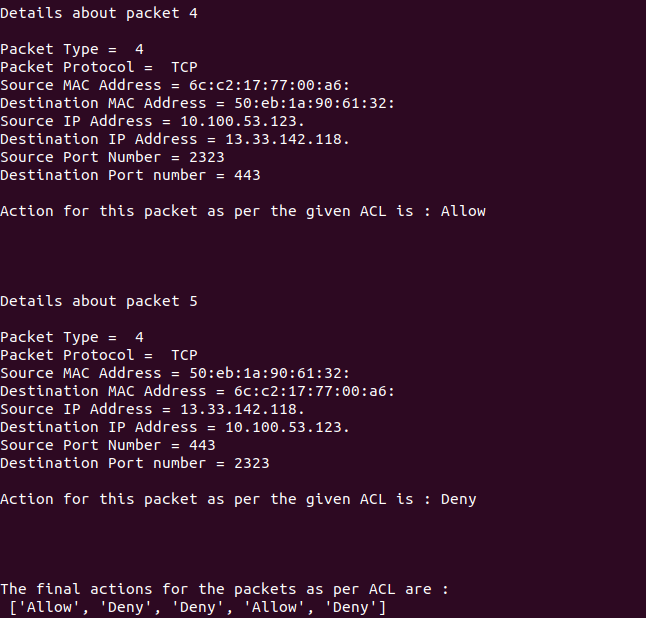 Details about packet 4
Packet Type =  4
Packet Protocol =  TCP
Source MAC Address = 6c:c2:17:77:00:a6:
Destination MAC Address = 50:eb:1a:90:61:32:
Source IP Address = 10.100.53.123.
Destination IP Address = 13.33.142.118.
Source Port Number = 2323
Destination Port number = 443
Action for this packet as per the given ACL is : Allow
Details about packet 5
Packet Type =  4
Packet Protocol =  TCP
Source MAC Address = 50:eb:1a:90:61:32:
Destination MAC Address = 6c:c2:17:77:00:a6:
Source IP Address = 13.33.142.118.
Destination IP Address = 10.100.53.123.
Source Port Number = 443
Destination Port number = 2323
Action for this packet as per the given ACL is : Deny
The final actions for the packets as per ACL are :
['Allow', 'Deny', 'Deny', 'Allow', 'Deny']